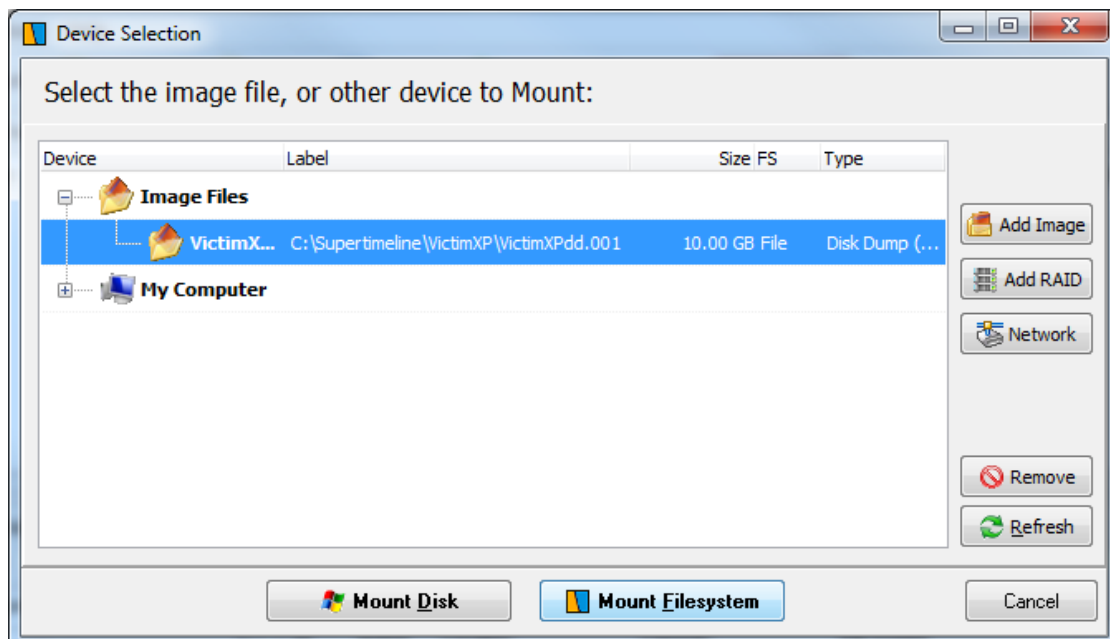 Device Selection
Select the image file, or other device to Mount:
Device Label Size FS Type
Image Files
VictimX... C:\Supertimeline\VictimXP\VictimXPdd.001 10.00 GB File Disk Dump (...
My Computer
Add Image
Add RAID
Network
Remove
Refresh
Mount Disk Mount Filesystem Cancel